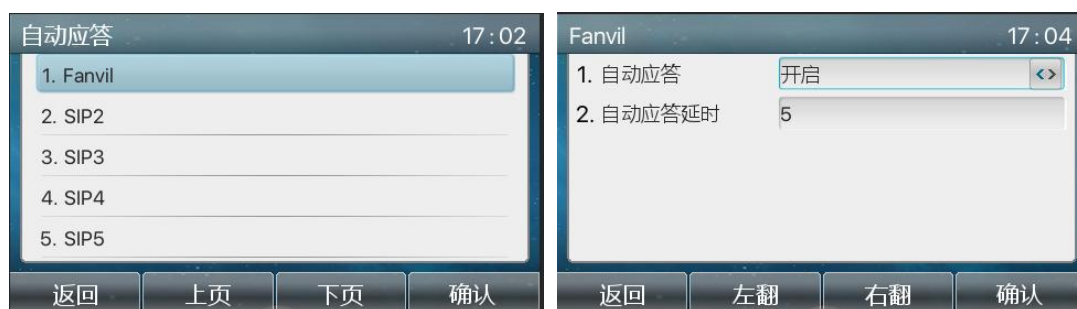 自动应答 17:02
1. Fanvil
2. SIP2
3. SIP3
4. SIP4
5. SIP5
返回 上页 下页 确认
Fanvil 17:04
1. 自动应答 开启 <>
2. 自动应答延时 5
返回 左翻 右翻 确认